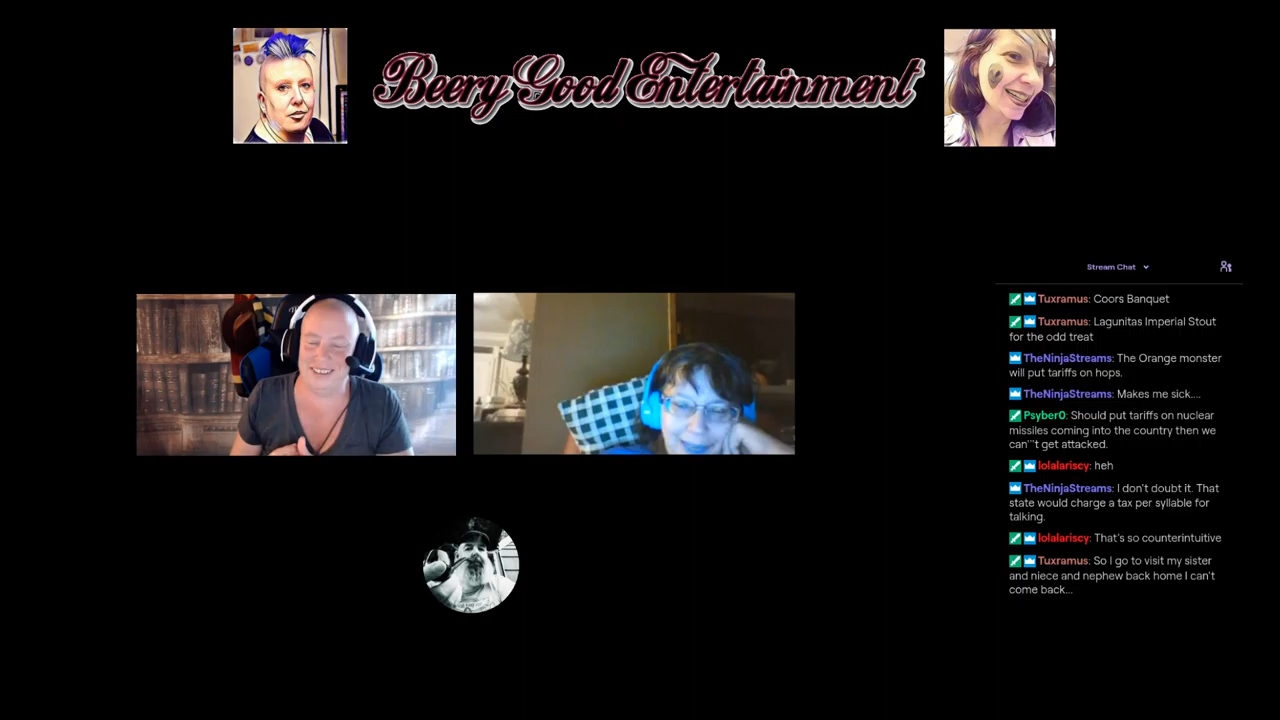 Beery Good Entertainment
Stream Chat
Tuxramus: Coors Banquet
Tuxramus: Lagunitas Imperial Stout
for the odd treat
TheNinjaStreams: The Orange monster
will put tariffs on hops.
TheNinjaStreams: Makes me sick....
Psyber0: Should put tariffs on nuclear
missiles coming into the country then we
can'''t get attacked.
lolalariscy: heh
TheNinjaStreams: I don't doubt it. That
state would charge a tax per syllable for
talking.
lolalariscy: That's so counterintuitive
Tuxramus: So I go to visit my sister
and niece and nephew back home I can't
come back...